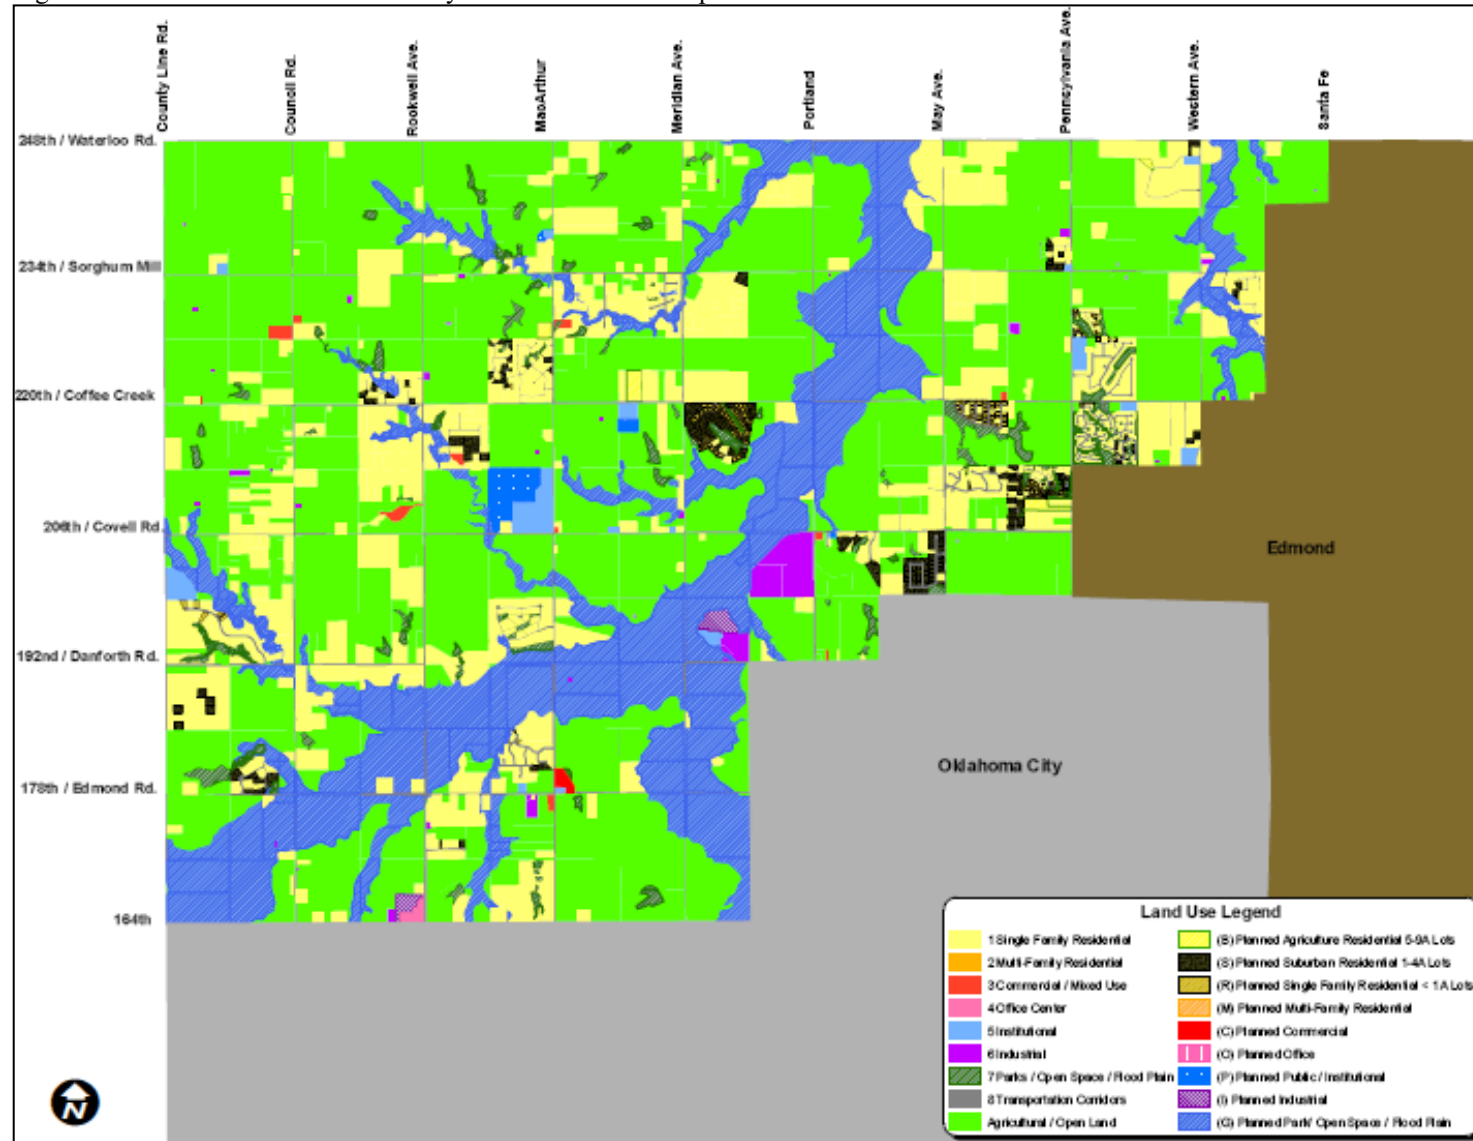 County Line Rd.
Council Rd.
Rockwell Ave.
MacArthur
Meridian Ave.
Portland
May Ave.
Pennsylvania Ave.
Western Ave.
Santa Fe
248th / Waterloo Rd.
234th / Sorghum Mill
220th / Coffee Creek
206th / Covell Rd.
192nd / Danforth Rd.
178th / Edmond Rd.
164th
Edmond
Oklahoma City
N
Land Use Legend
1 Single Family Residential
2 Multi-Family Residential
3 Commercial / Mixed Use
4 Office Center
5 Institutional
6 Industrial
7 Parks / Open Space / Flood Plain
8 Transportation Corridors
Agricultural / Open Land
(B) Planned Agriculture Residential 5-9A Lots
(S) Planned Suburban Residential 1-4A Lots
(R) Planned Single Family Residential < 1A Lots
(M) Planned Multi-Family Residential
(C) Planned Commercial
(O) Planned Office
(P) Planned Public / Institutional
(I) Planned Industrial
(G) Planned Park/ Open Space / Flood Plain